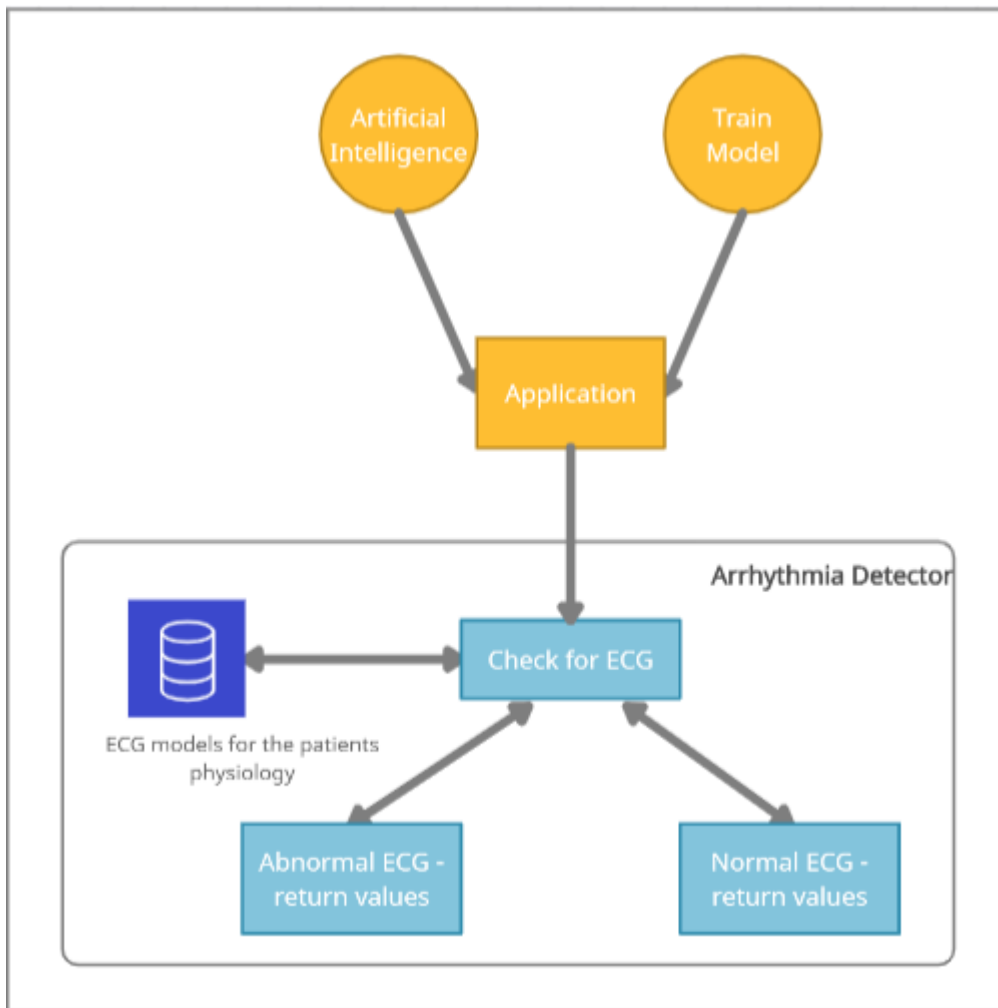 Artificial
Intelligence
Train
Model
Application
Arrhythmia Detector
Check for ECG
ECG models for the patients
physiology
Abnormal ECG -
return values
Normal ECG -
return values